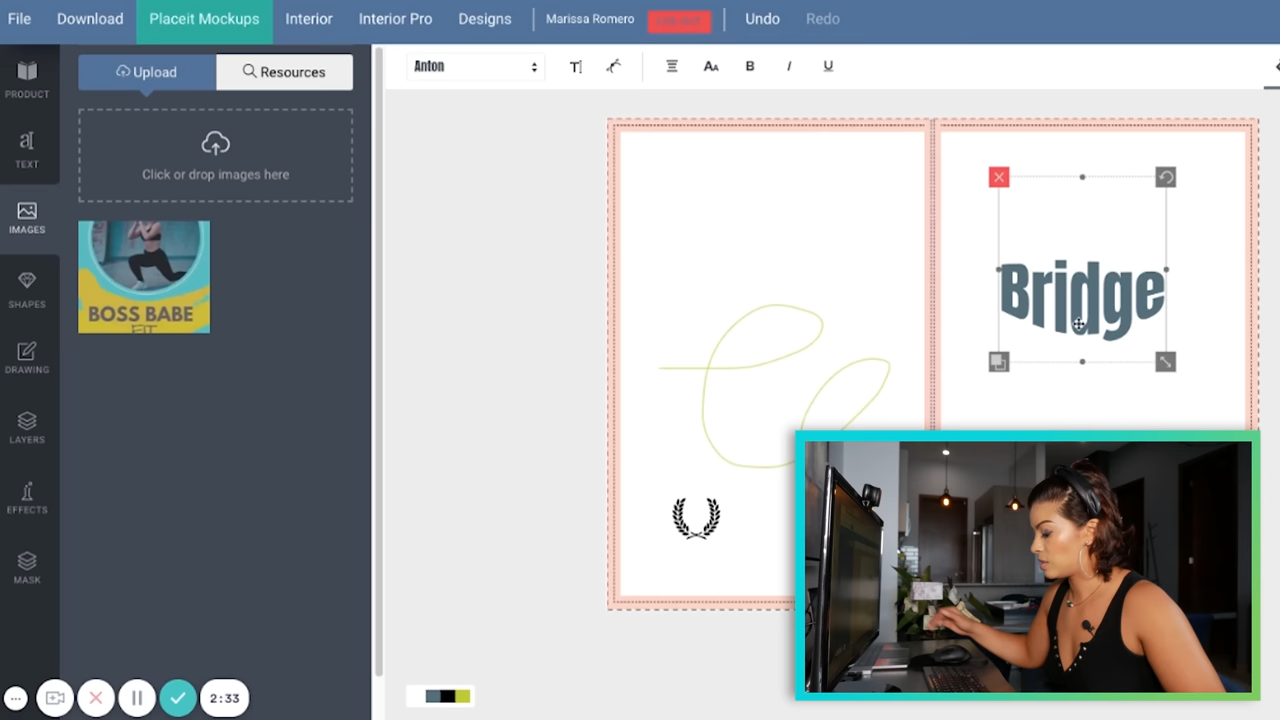 File Download Placeit Mockups Interior Interior Pro Designs Marissa Romero Undo Redo
Upload
Resources
Anton
PRODUCT
TEXT
IMAGES
SHAPES
DRAWING
LAYERS
EFFECTS
MASK
Click or drop images here
BOSS BABE
FIT
Bridge
2:33